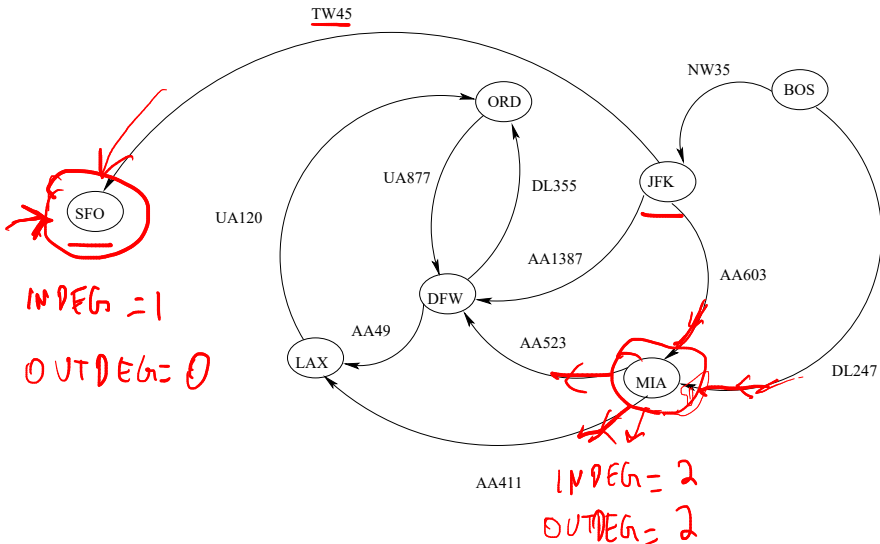 TW45
NW35
BOS
ORD
JFK
UA877
DL355
SFO
UA120
AA1387
AA603
DFW
INDEG = 1
AA49
AA523
LAX
OUTDEG = 0
MIA
DL247
AA411
INDEG = 2
OUTDEG = 2